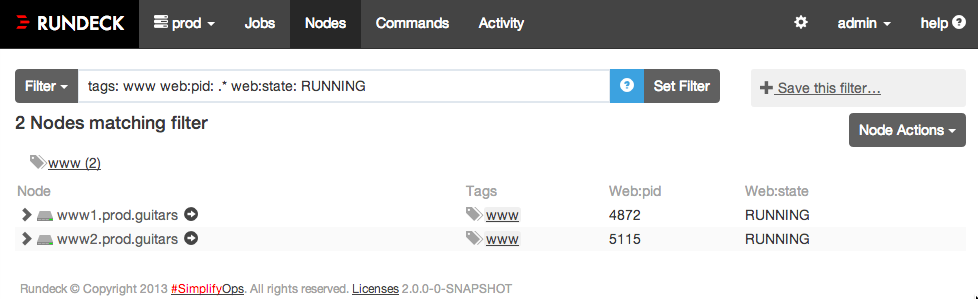 RUNDECK prod Jobs Nodes Commands Activity admin help ?
Filter tags: www web:pid: .* web:state: RUNNING ? Set Filter + Save this filter…
2 Nodes matching filter
Node Actions
www (2)
Node Tags Web:pid Web:state
www1.prod.guitars www 4872 RUNNING
www2.prod.guitars www 5115 RUNNING
Rundeck © Copyright 2013 #SimplifyOps. All rights reserved. Licenses 2.0.0-0-SNAPSHOT